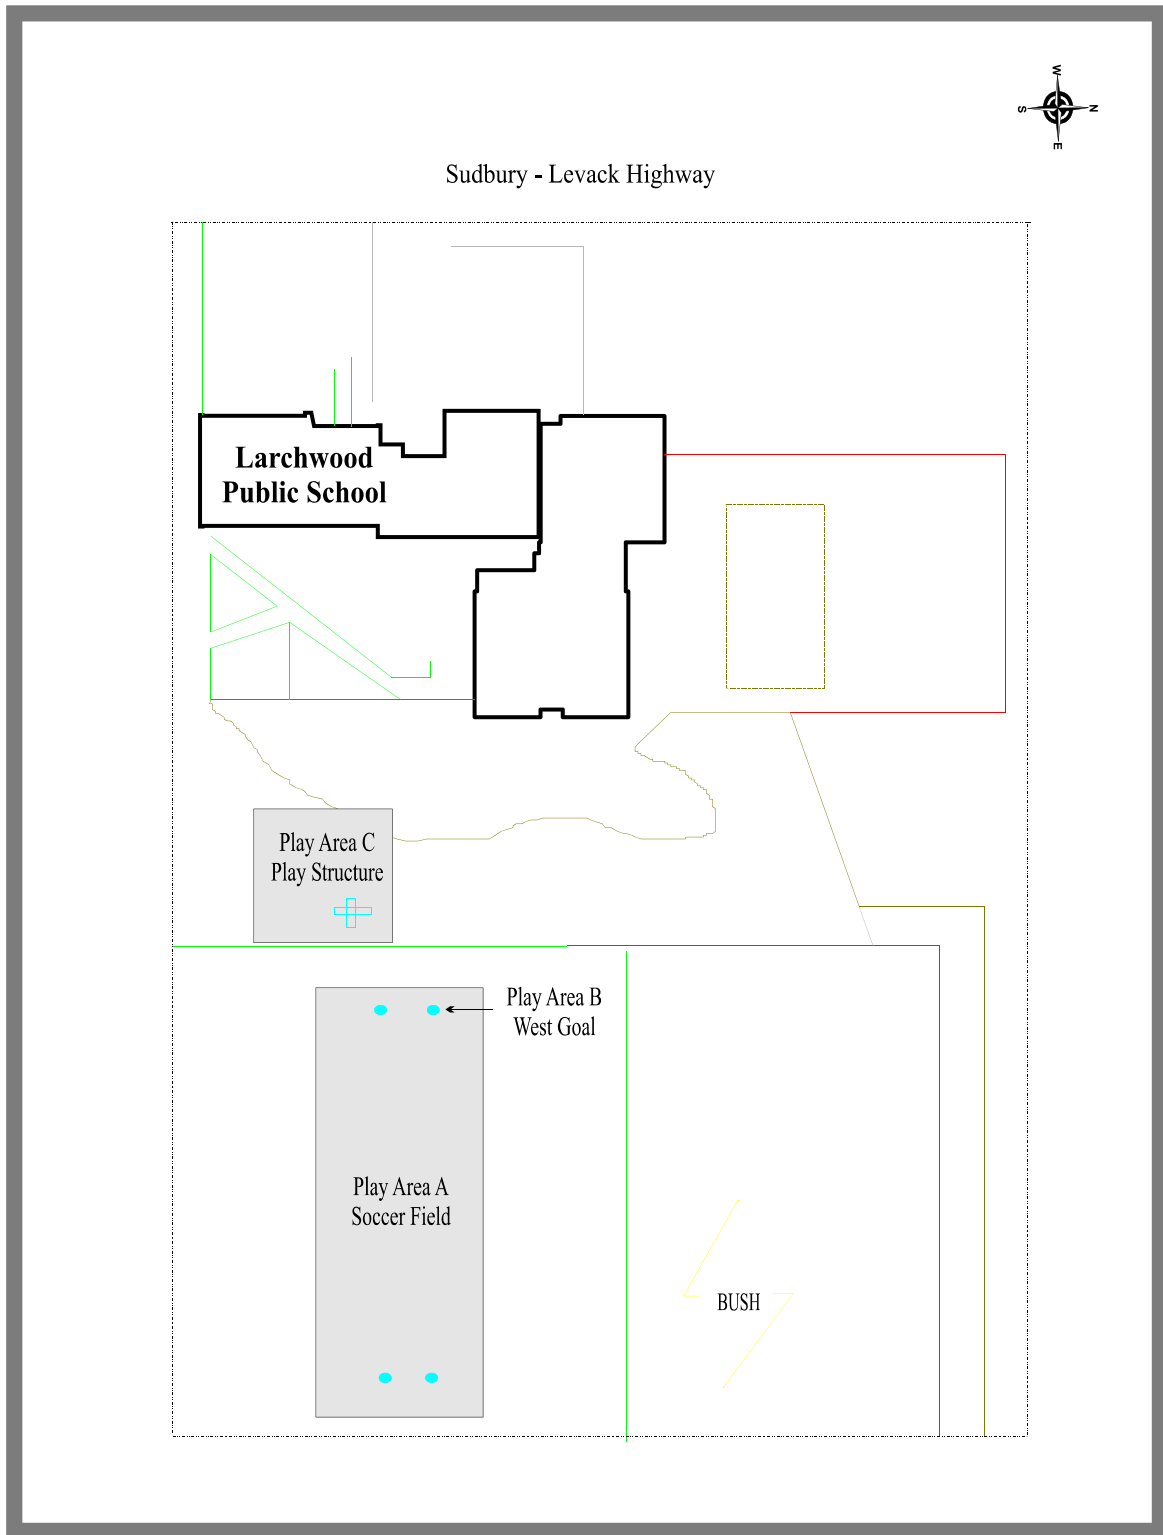 W
S
N
E
Sudbury - Levack Highway
Larchwood
Public School
Play Area C
Play Structure
Play Area B
West Goal
Play Area A
Soccer Field
BUSH